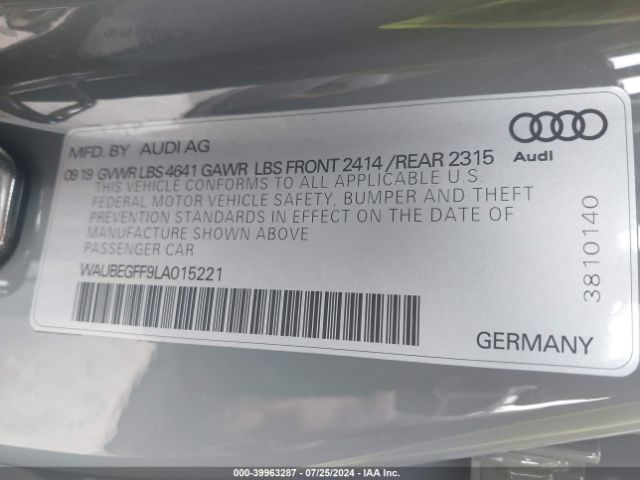 MFD. BY AUDI AG
Audi
08 19 GVWR LBS 4641 GAWR LBS FRONT 2414 / REAR 2315
THIS VEHICLE CONFORMS TO ALL APPLICABLE U.S.
FEDERAL MOTOR VEHICLE SAFETY, BUMPER AND THEFT
PREVENTION STANDARDS IN EFFECT ON THE DATE OF
MANUFACTURE SHOWN ABOVE
PASSENGER CAR
WAUBEGFF9LA015221
3810140
GERMANY
000-39963287 - 07/25/2024 - IAA Inc.